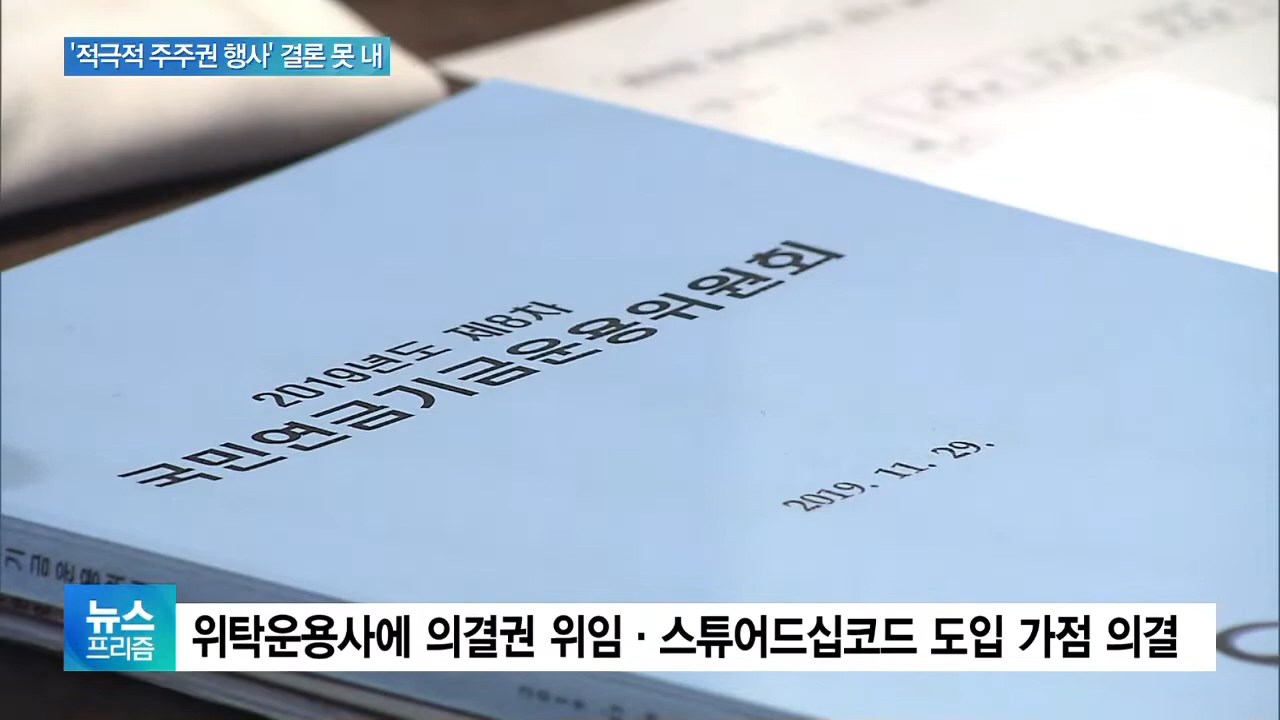 '적극적 주주권 행사' 결론 못 내
2019년도 제8차
국민연금기금운용위원회
2019. 11. 29.
뉴스
프리즘
위탁운용사에 의결권 위임 · 스튜어드십코드 도입 가점 의결